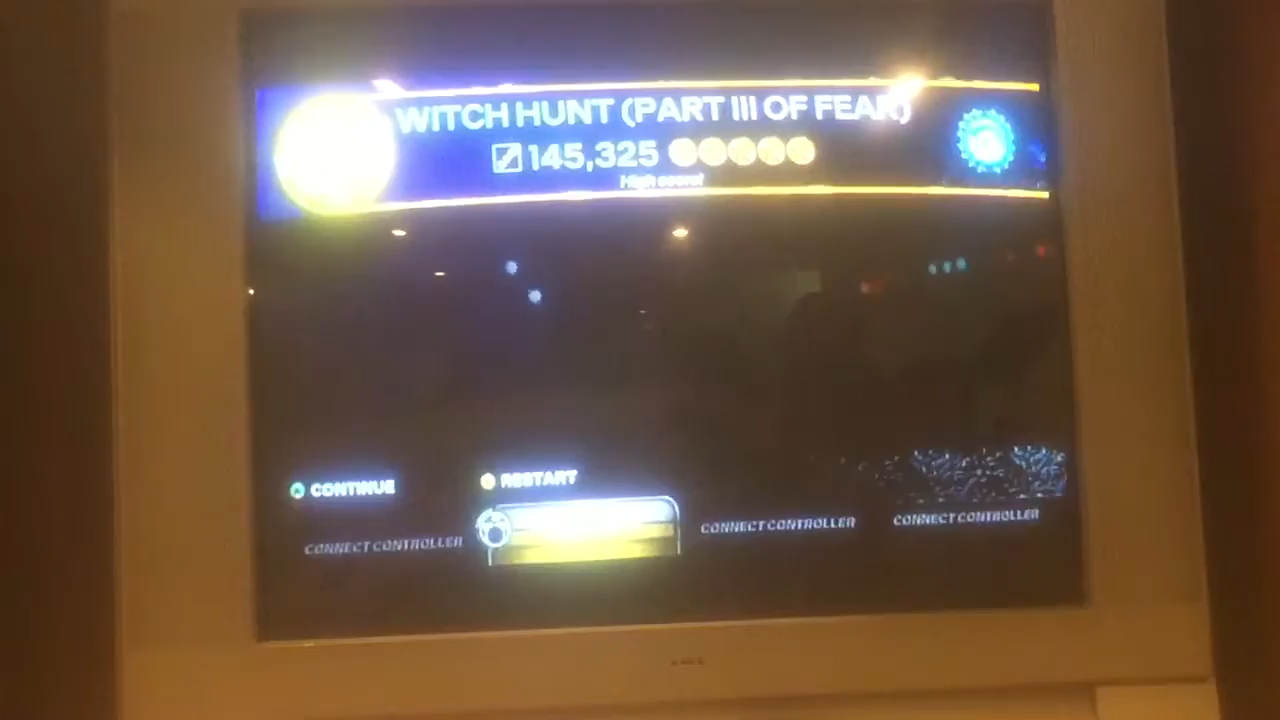 WITCH HUNT (PART III OF FEAR)
145,325
High score!
CONTINUE
RESTART
CONNECT CONTROLLER
CONNECT CONTROLLER
CONNECT CONTROLLER